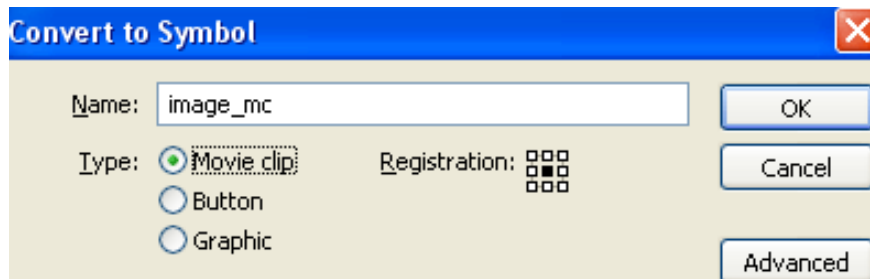 Convert to Symbol
Name: image_mc OK
Type: Movie clip Registration: Cancel
Button
Graphic
Advanced